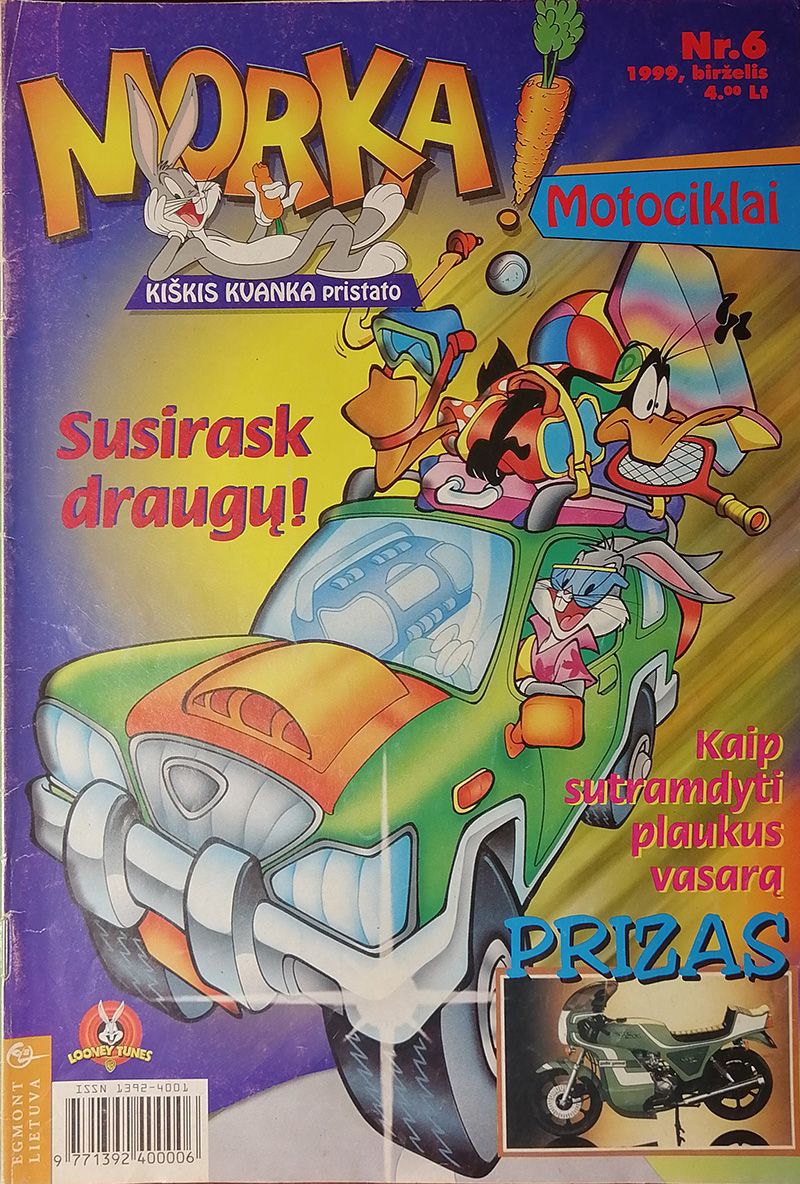 MORKA!
Nr.6
1999, birželis
4.00 Lt
Motociklai
KIŠKIS KVANKA pristato
Susirask
draugų!
Kaip
sutramdyti
plaukus
vasarą
PRIZAS
LOONEY TUNES
EGMONT
LIETUVA
ISSN 1392-4001
9 771392 400006